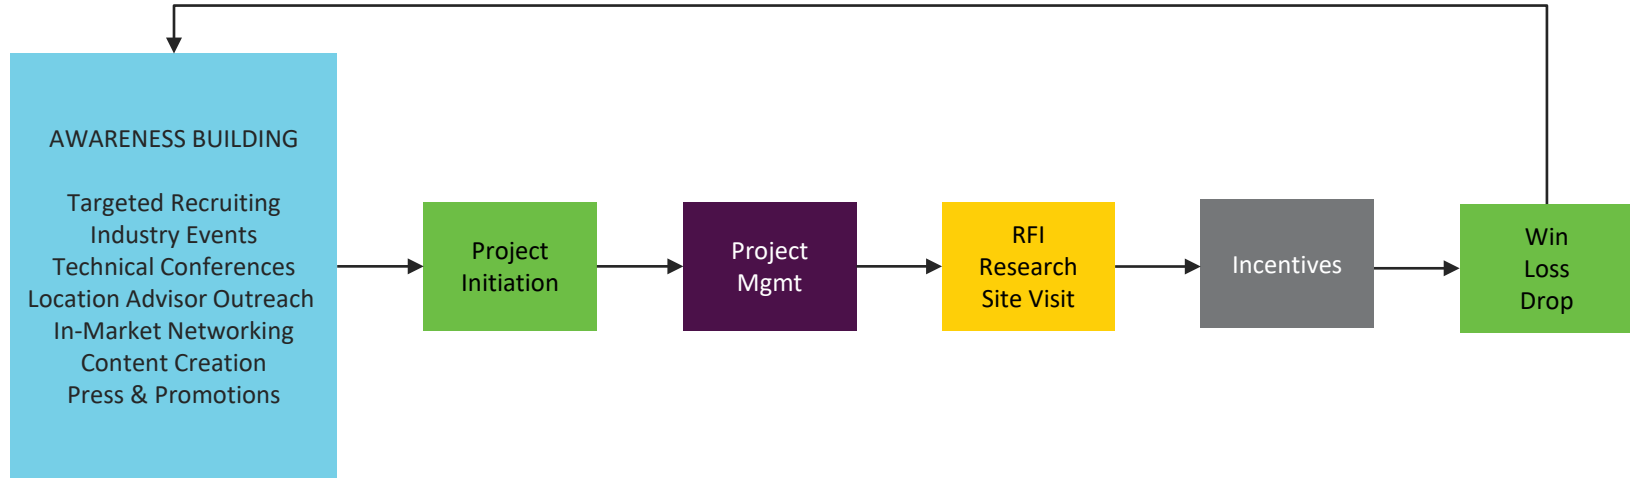 AWARENESS BUILDING
Targeted Recruiting
Industry Events
Technical Conferences
Location Advisor Outreach
In-Market Networking
Content Creation
Press & Promotions
Project
Initiation
Project
Mgmt
RFI
Research
Site Visit
Incentives
Win
Loss
Drop